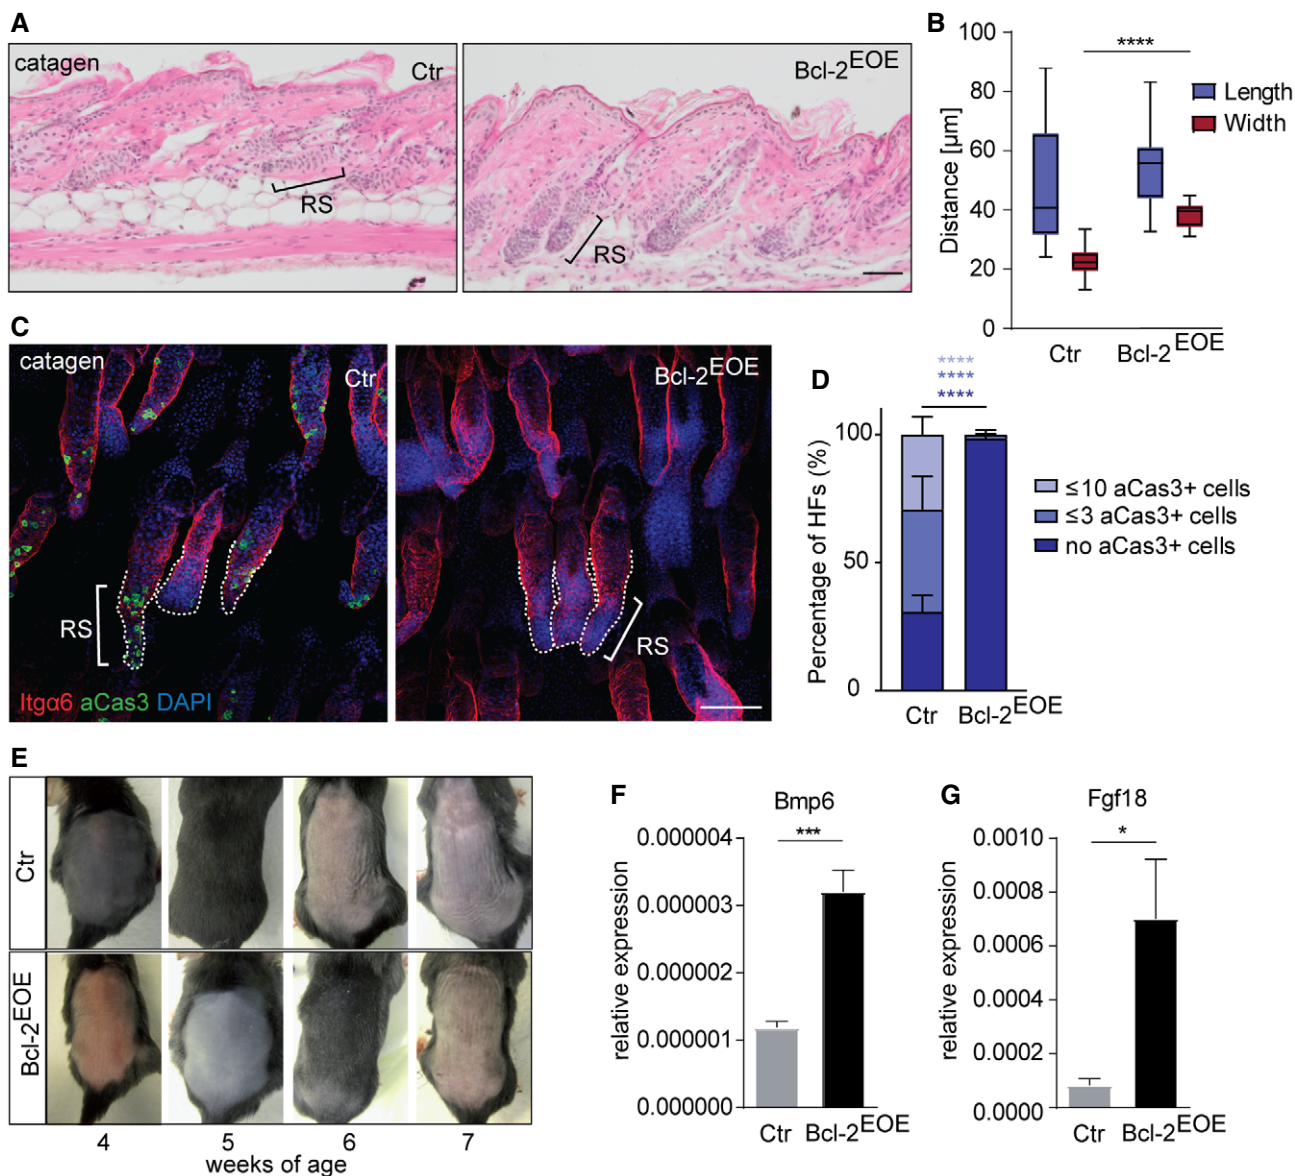 A
catagen
Ctr
RS
Bcl-2EOE
RS
B
100
80
60
40
20
0
Distance [µm]
****
Length
Width
Ctr
Bcl-2EOE
C
catagen
Ctr
RS
Itgα6 aCas3 DAPI
Bcl-2EOE
RS
D
****
****
****
100
50
0
Percentage of HFs (%)
≤10 aCas3+ cells
≤3 aCas3+ cells
no aCas3+ cells
Ctr
Bcl-2EOE
E
Ctr
Bcl-2EOE
4 5 6 7
weeks of age
F
Bmp6
***
0.000004
0.000003
0.000002
0.000001
0.000000
relative expression
Ctr
Bcl-2EOE
G
Fgf18
*
0.0010
0.0008
0.0006
0.0004
0.0002
0.0000
relative expression
Ctr
Bcl-2EOE